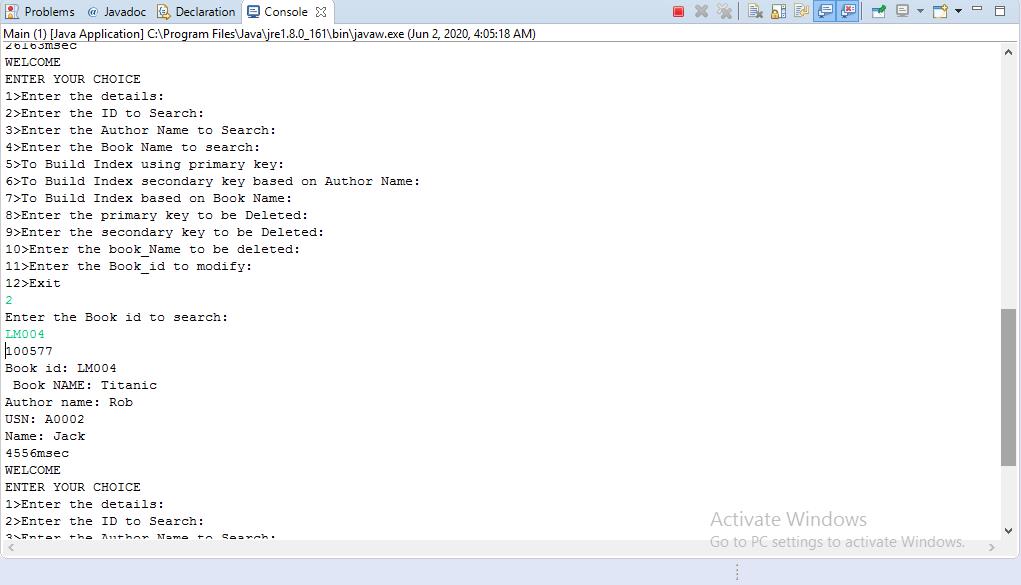 Problems @ Javadoc Declaration Console
Main (1) [Java Application] C:\Program Files\Java\jre1.8.0_161\bin\javaw.exe (Jun 2, 2020, 4:05:18 AM)
26163msec
WELCOME
ENTER YOUR CHOICE
1>Enter the details:
2>Enter the ID to Search:
3>Enter the Author Name to Search:
4>Enter the Book Name to search:
5>To Build Index using primary key:
6>To Build Index secondary key based on Author Name:
7>To Build Index based on Book Name:
8>Enter the primary key to be Deleted:
9>Enter the secondary key to be Deleted:
10>Enter the book_Name to be deleted:
11>Enter the Book_id to modify:
12>Exit
2
Enter the Book id to search:
LM004
100577
Book id: LM004
Book NAME: Titanic
Author name: Rob
USN: A0002
Name: Jack
4556msec
WELCOME
ENTER YOUR CHOICE
1>Enter the details:
2>Enter the ID to Search:
3>Enter the Author Name to Search:
Activate Windows
Go to PC settings to activate Windows.